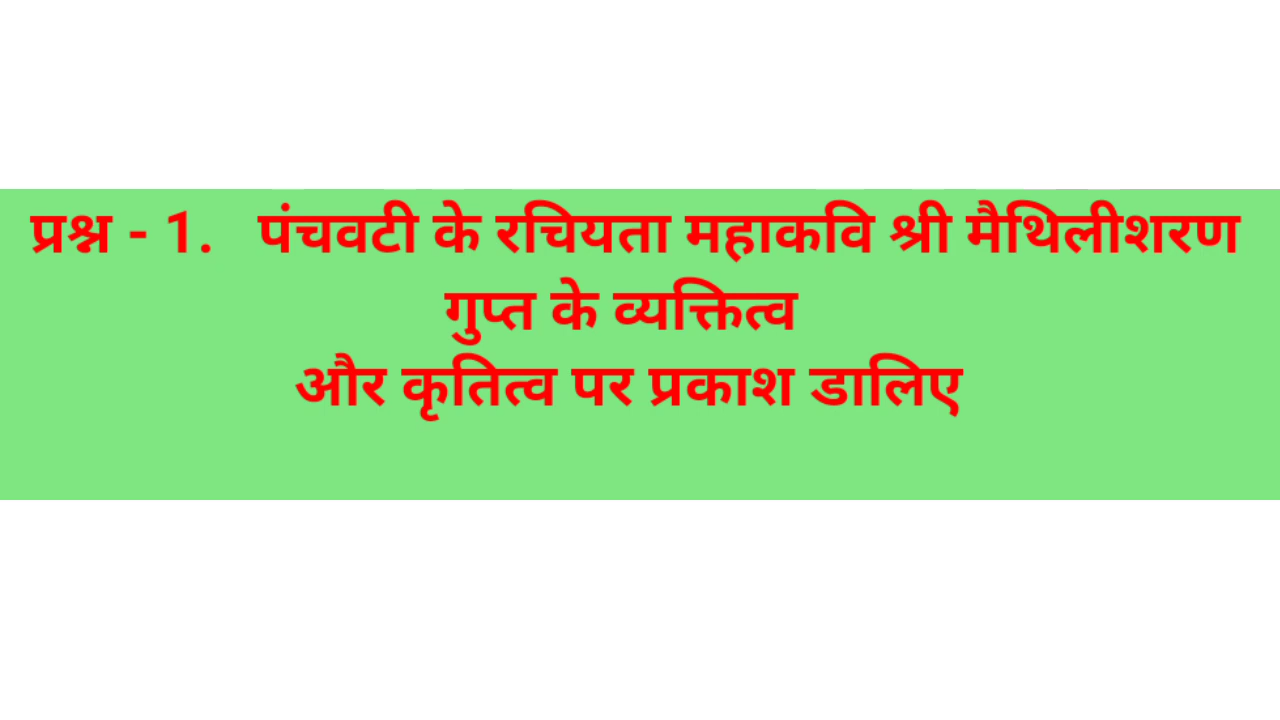 प्रश्न - 1. पंचवटी के रचियता महाकवि श्री मैथिलीशरण
गुप्त के व्यक्तित्व
और कृतित्व पर प्रकाश डालिए